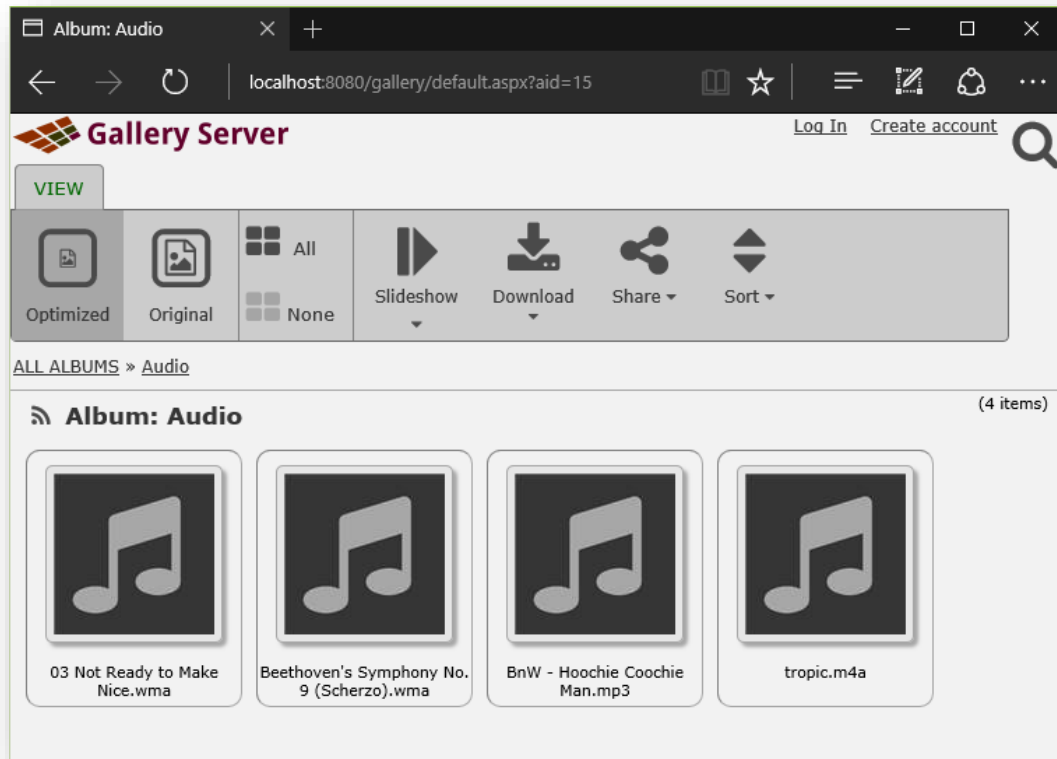 Album: Audio
localhost:8080/gallery/default.aspx?aid=15
Gallery Server
Log In Create account
VIEW
Optimized
Original
All
None
Slideshow
Download
Share
Sort
ALL ALBUMS » Audio
Album: Audio
(4 items)
03 Not Ready to Make
Nice.wma
Beethoven's Symphony No.
9 (Scherzo).wma
BnW - Hoochie Coochie
Man.mp3
tropic.m4a